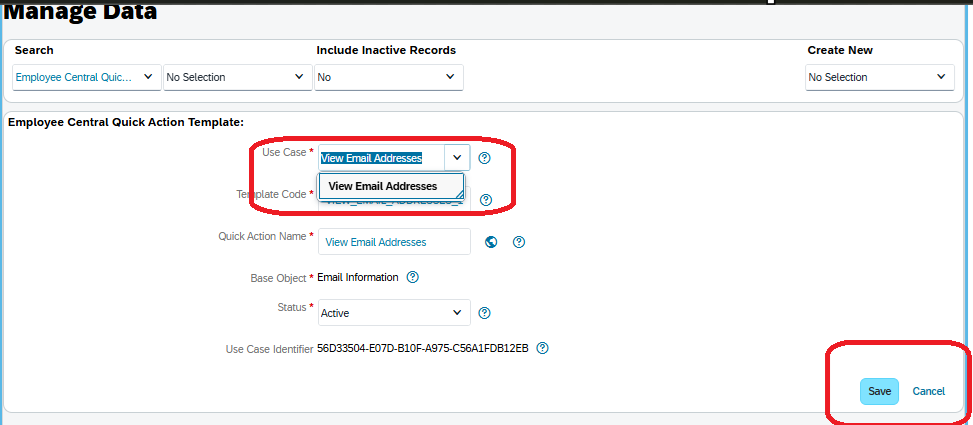 Manage Data
Search Include Inactive Records Create New
Employee Central Quic... No Selection No No Selection
Employee Central Quick Action Template:
Use Case * View Email Addresses ?
View Email Addresses
Template Code * ?
Quick Action Name * View Email Addresses ?
Base Object * Email Information ?
Status * Active ?
Use Case Identifier 56D33504-E07D-B10F-A975-C56A1FDB12EB ?
Save Cancel